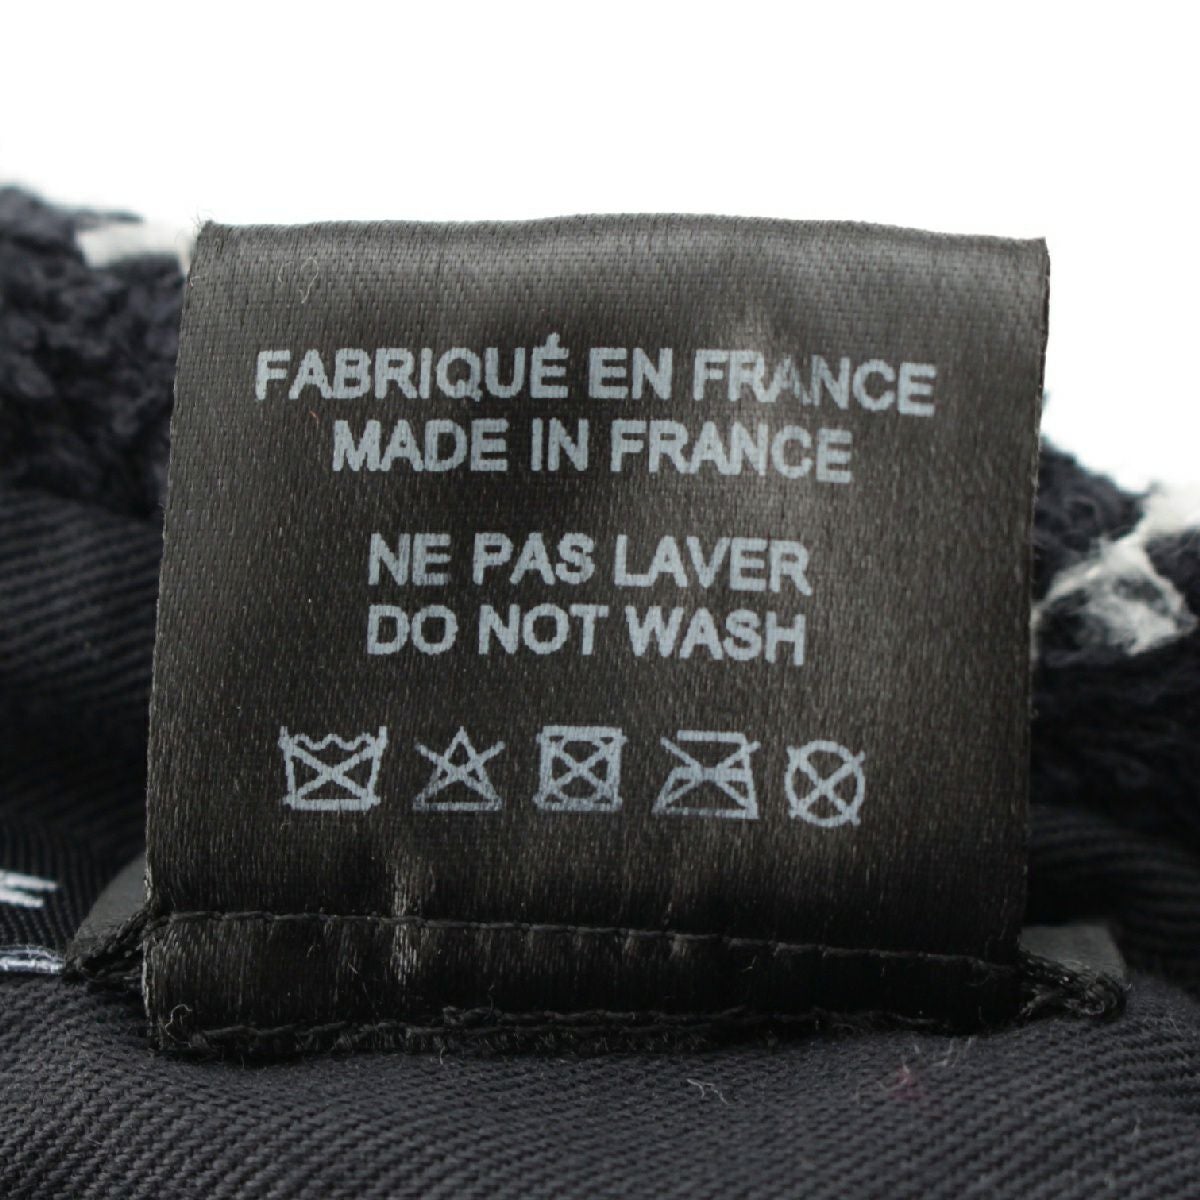 FABRIQUÉ EN FRANCE
MADE IN FRANCE
NE PAS LAVER
DO NOT WASH